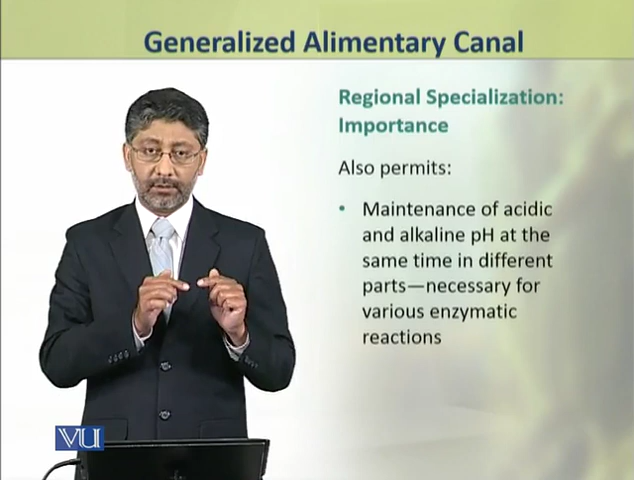 Generalized Alimentary Canal
Regional Specialization:
Importance
Also permits:
• Maintenance of acidic
and alkaline pH at the
same time in different
parts—necessary for
various enzymatic
reactions
VU